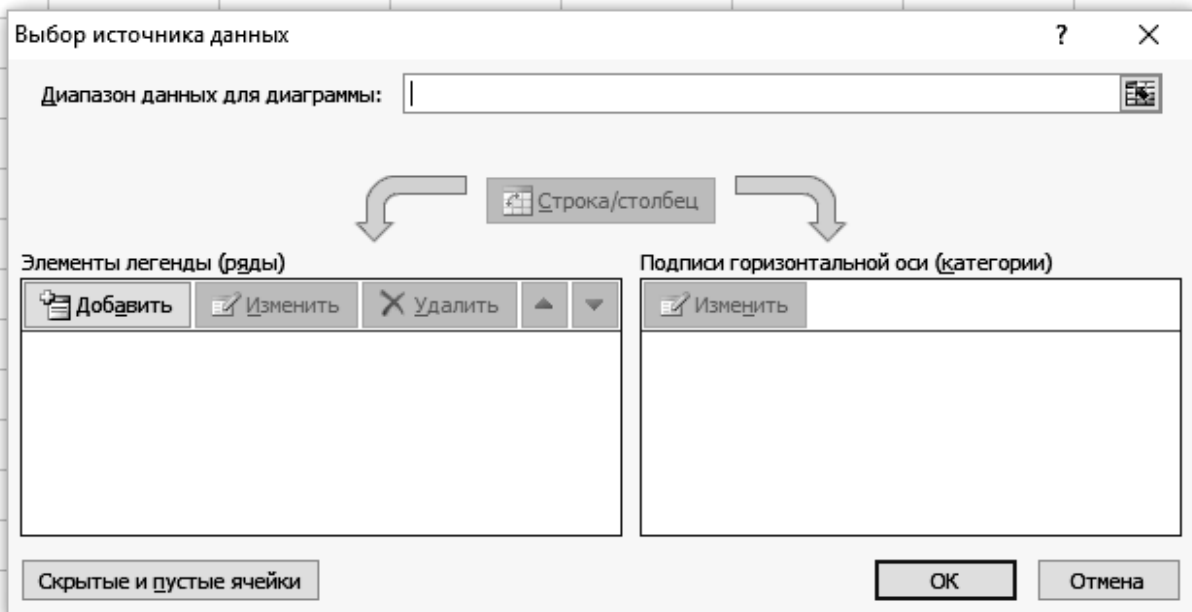 Выбор источника данных ?
Диапазон данных для диаграммы:
Строка/столбец
Элементы легенды (ряды)
Подписи горизонтальной оси (категории)
Добавить Изменить Удалить
Изменить
Скрытые и пустые ячейки
ОК Отмена